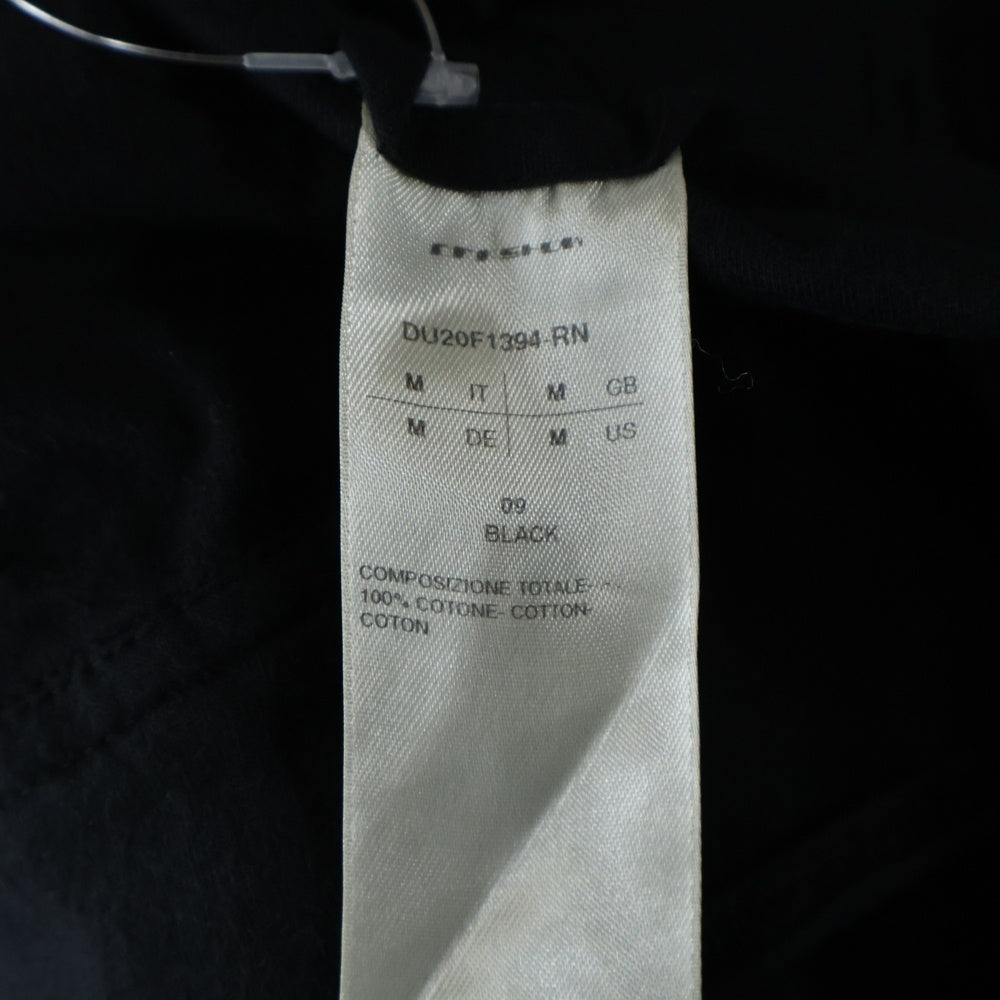 DU20F1394-RN
M IT M GB
M DE M US
09
BLACK
COMPOSIZIONE TOTALE-
100% COTONE- COTTON-
COTON